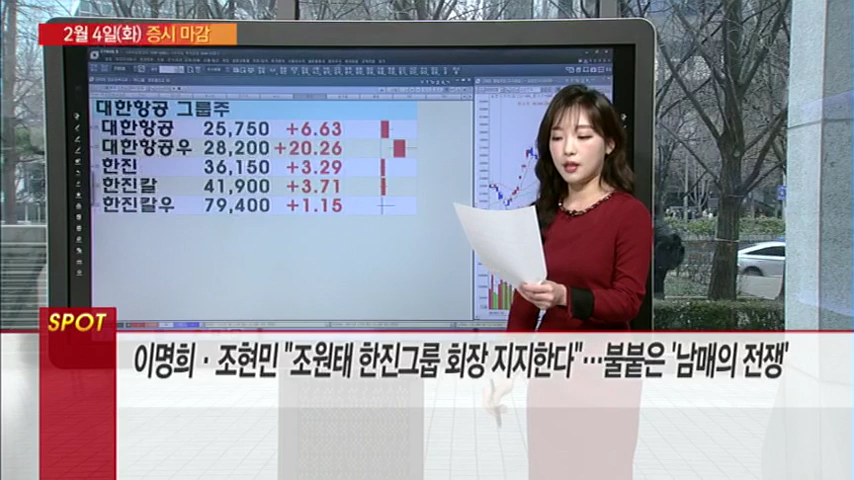 2월 4일(화) 증시 마감
대한항공 그룹주
대한항공 25,750 +6.63
대한항공우 28,200 +20.26
한진 36,150 +3.29
한진칼 41,900 +3.71
한진칼우 79,400 +1.15
SPOT
이명희·조현민 "조원태 한진그룹 회장 지지한다"…불붙은 '남매의 전쟁'